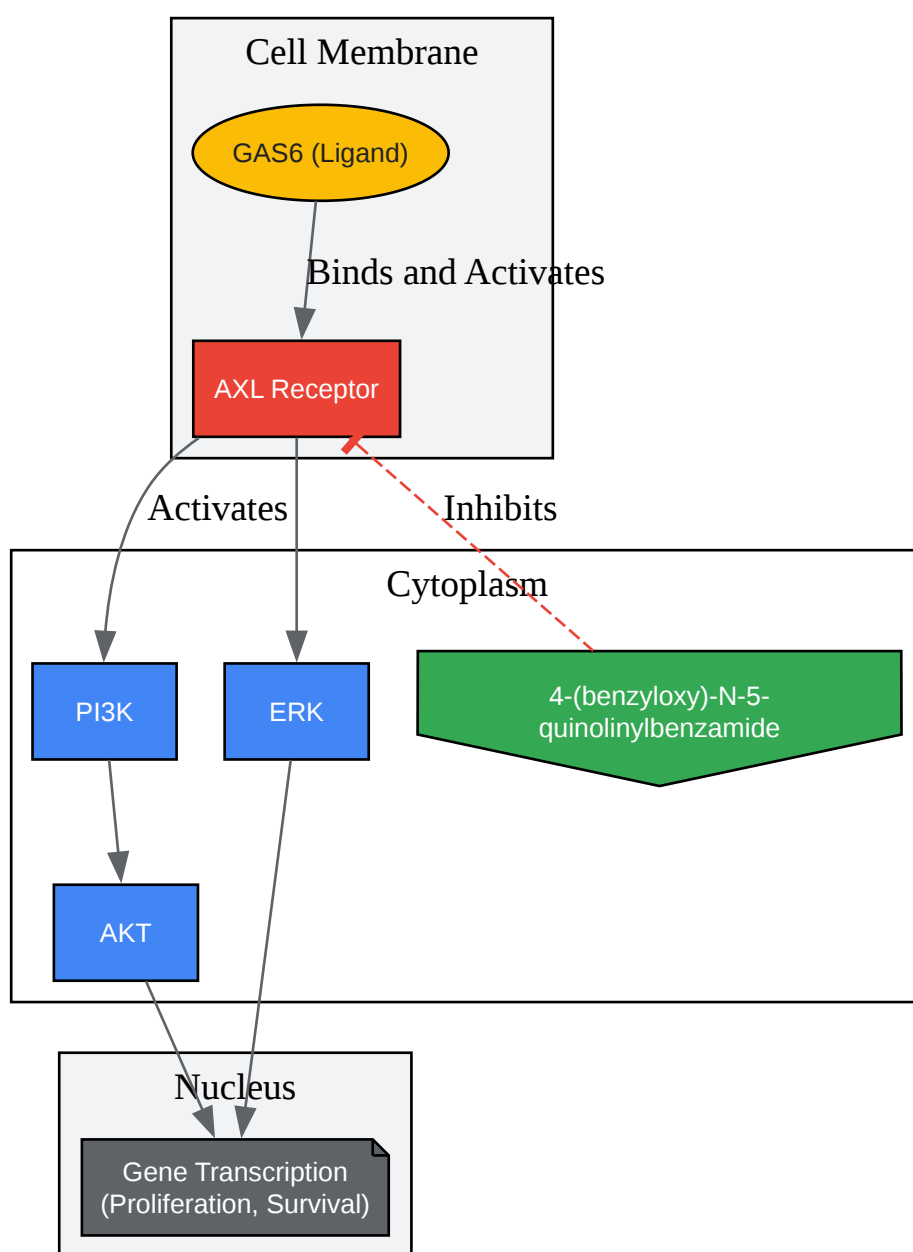 Cell Membrane
GAS6 (Ligand)
Binds and Activates
AXL Receptor
Activates
Inhibits
Cytoplasm
PI3K
ERK
4-(benzyloxy)-N-5-
quinolinylbenzamide
AKT
Nucleus
Gene Transcription
(Proliferation, Survival)